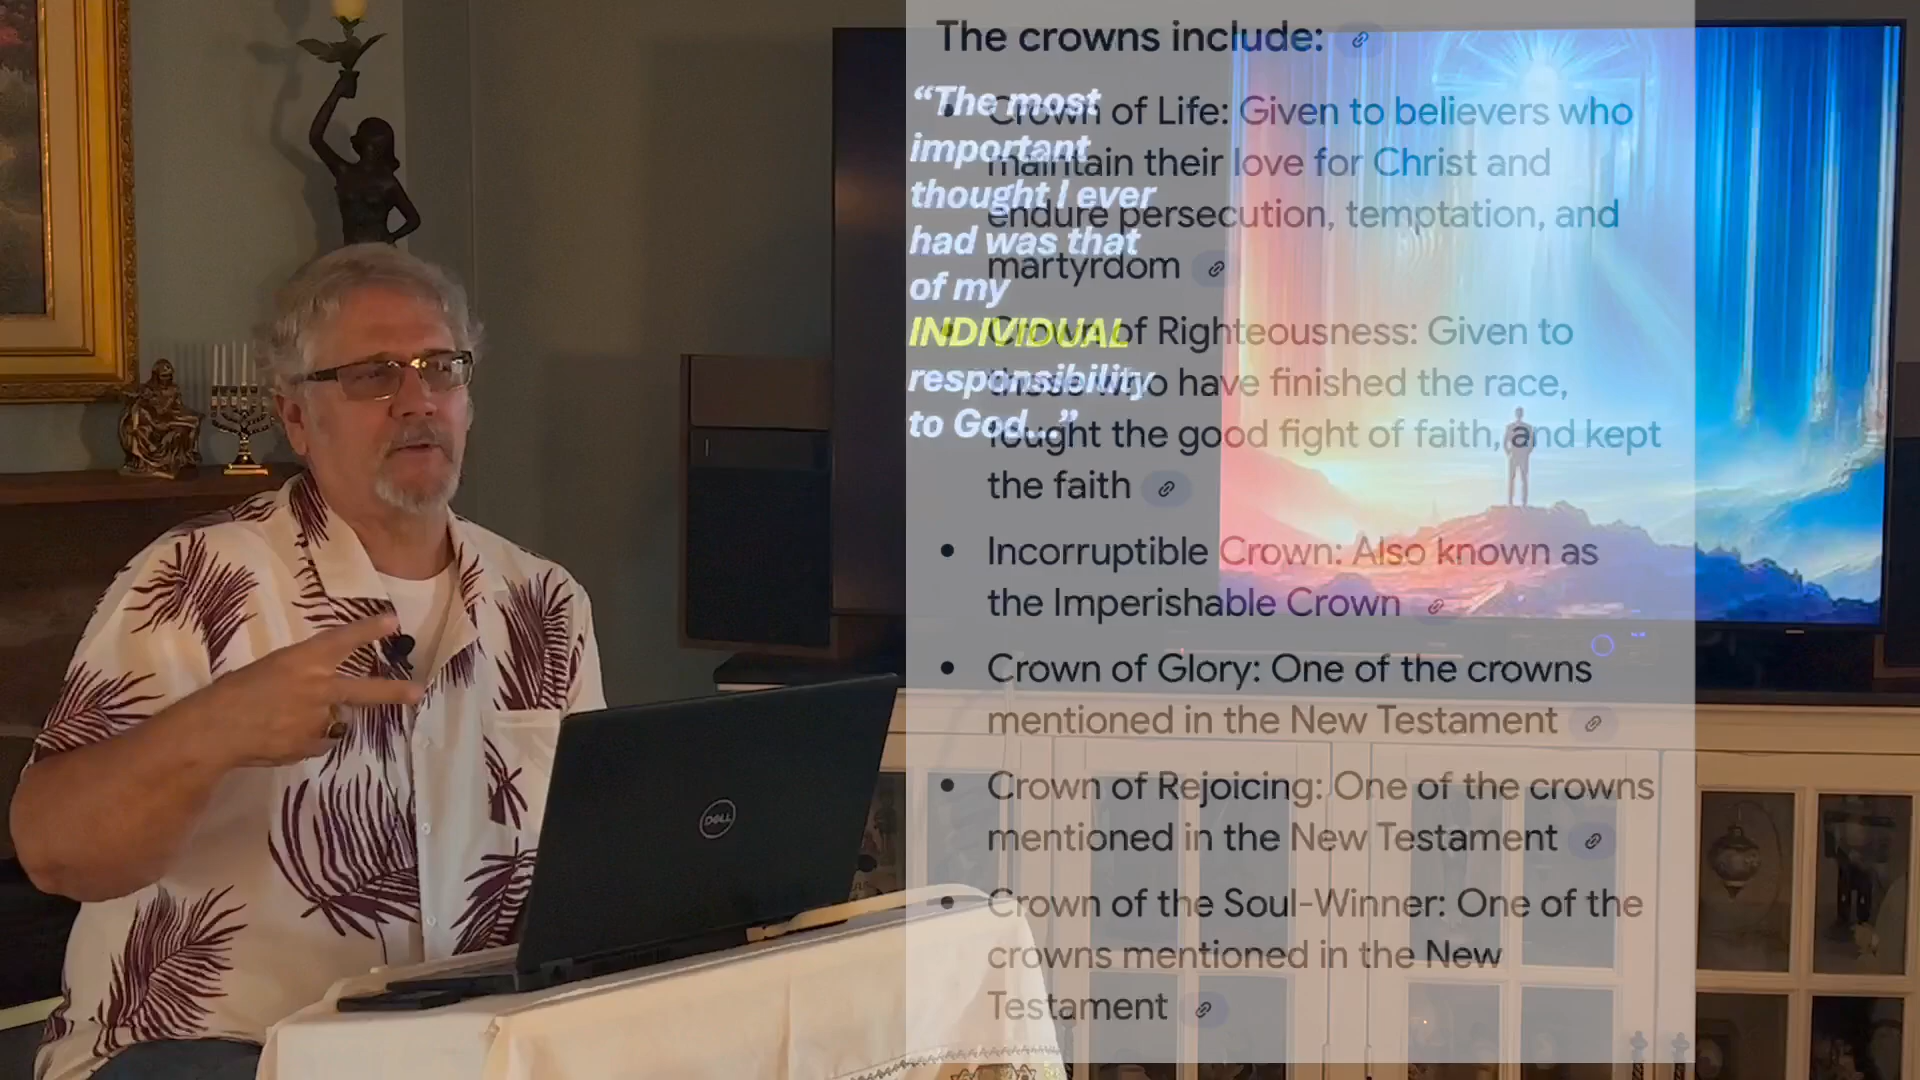 The crowns include:
Crown of Life: Given to believers who
maintain their love for Christ and
endure persecution, temptation, and
martyrdom
Crown of Righteousness: Given to
those who have finished the race,
fought the good fight of faith, and kept
the faith
Incorruptible Crown: Also known as
the Imperishable Crown
Crown of Glory: One of the crowns
mentioned in the New Testament
Crown of Rejoicing: One of the crowns
mentioned in the New Testament
Crown of the Soul-Winner: One of the
crowns mentioned in the New
Testament
“The most
important
thought I ever
had was that
of my
INDIVIDUAL
responsibility
to God...”
DELL